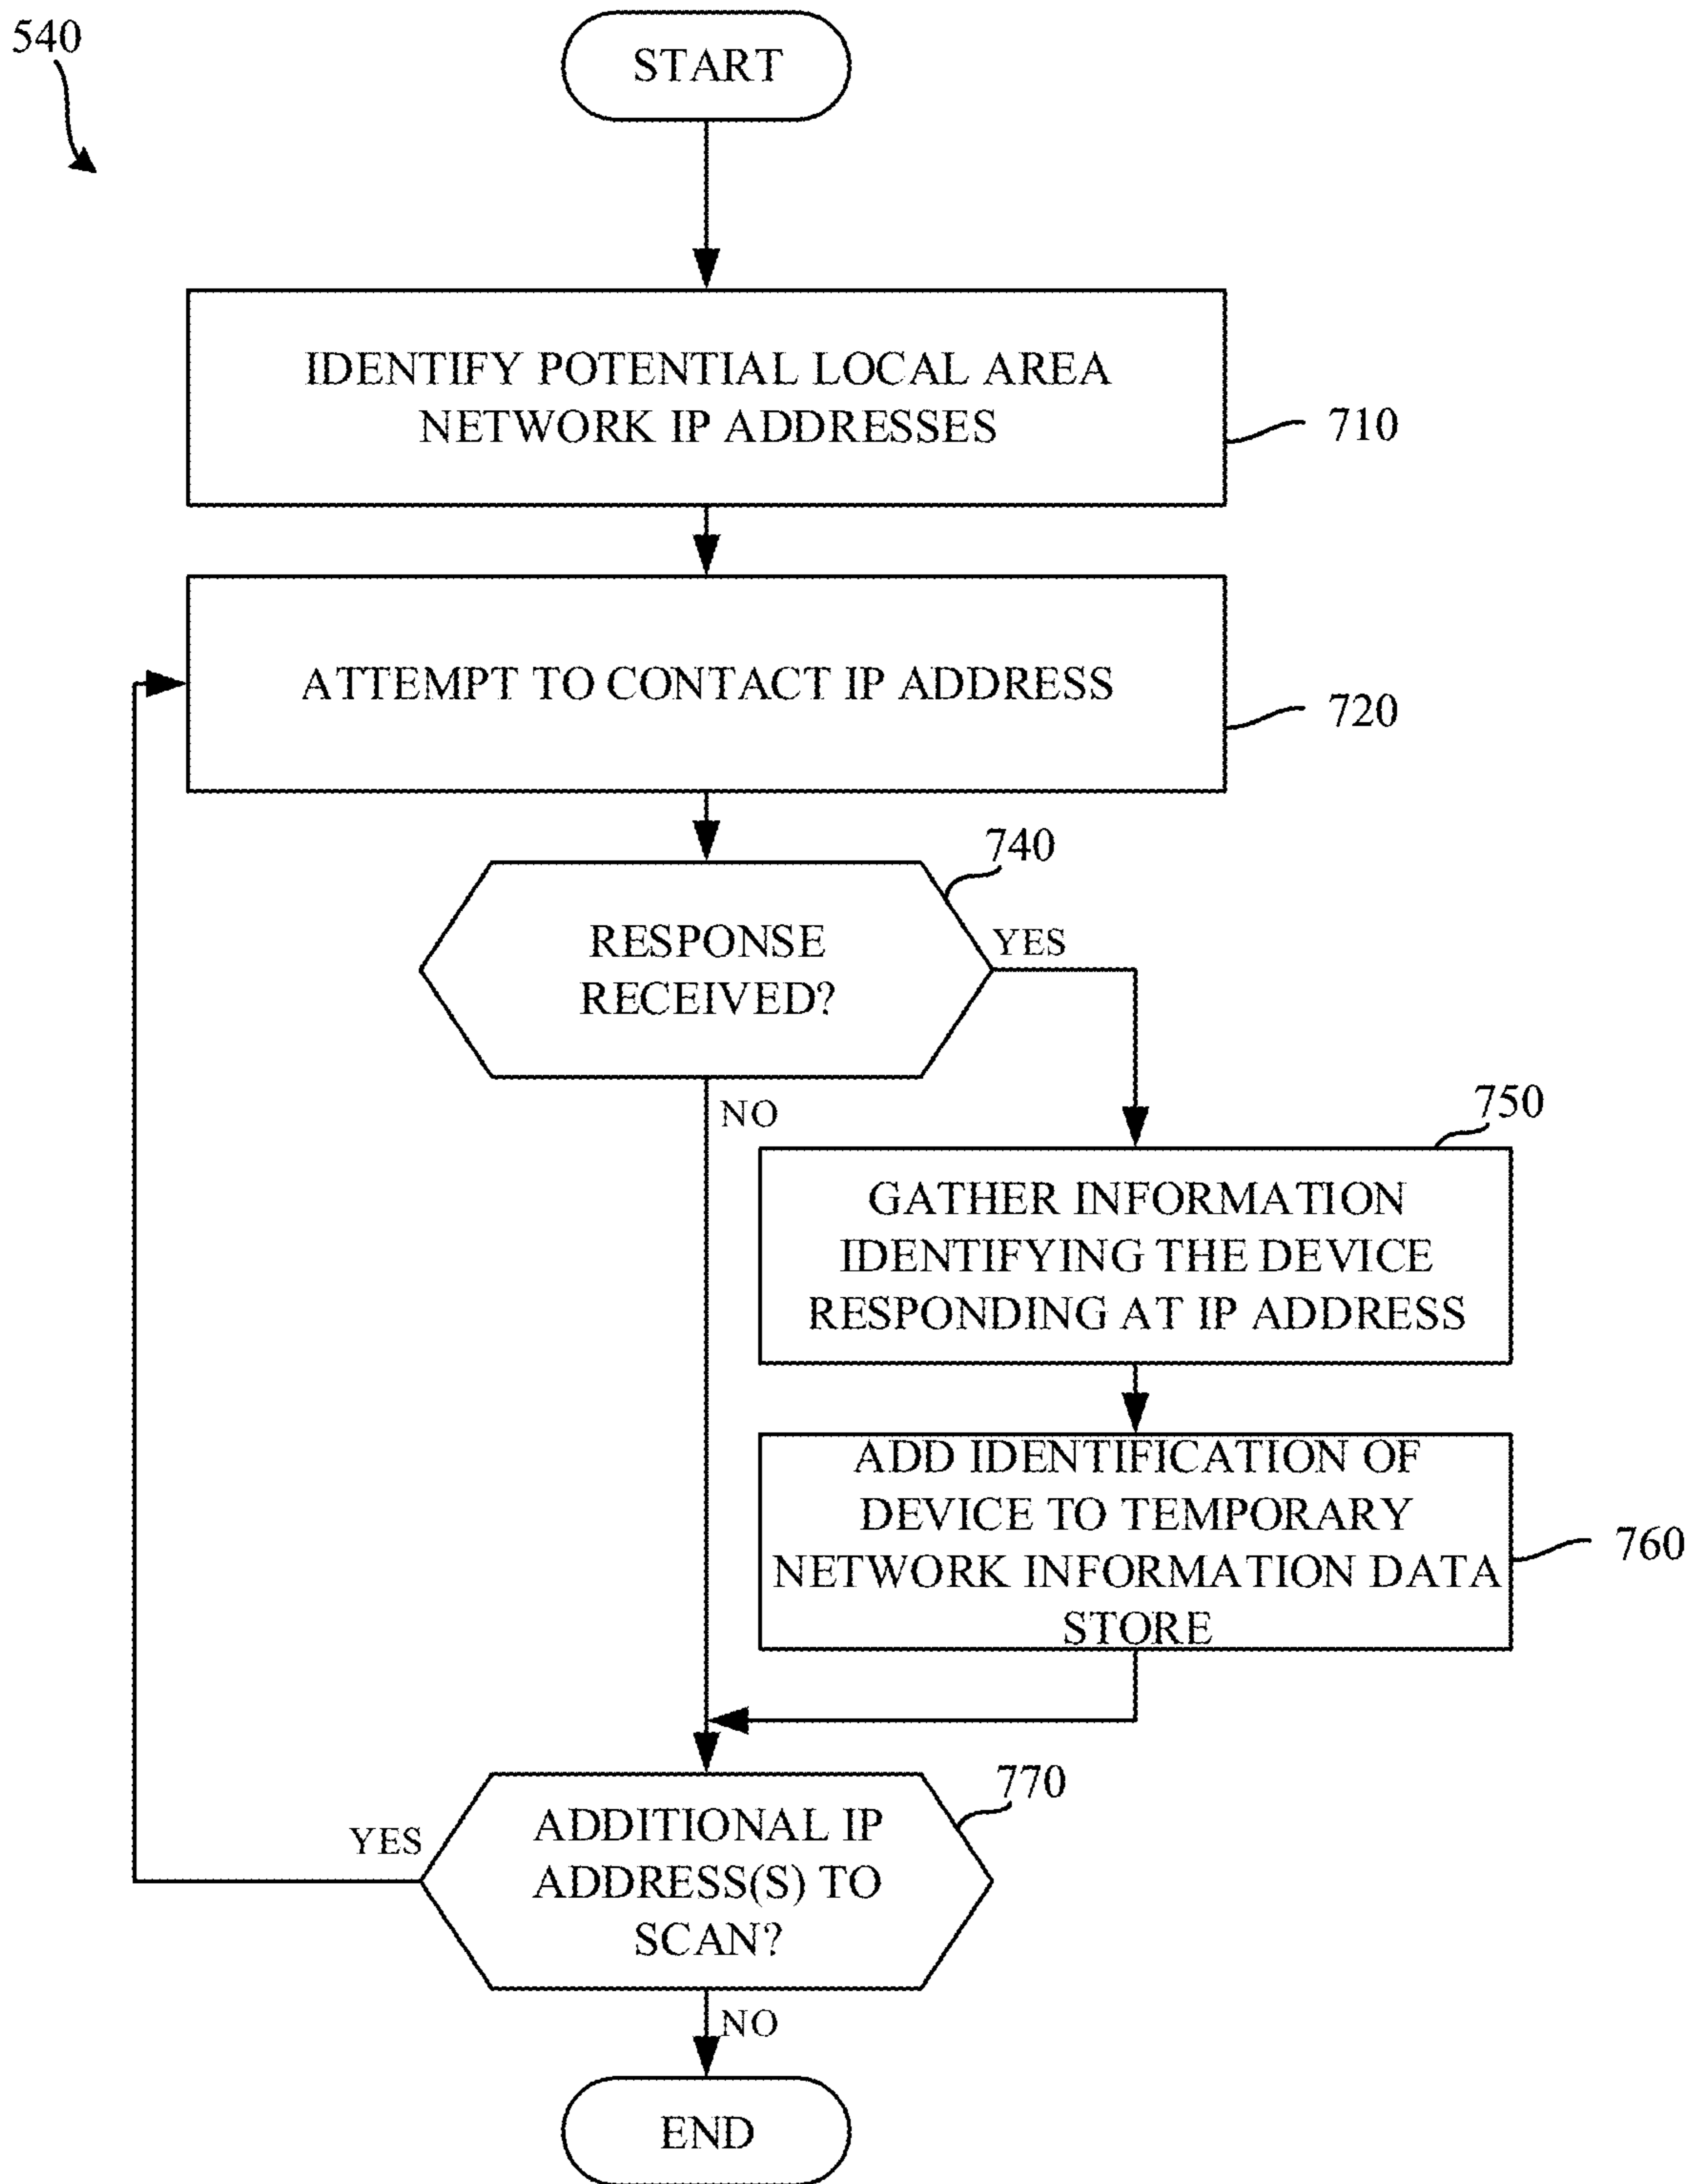 540
START
IDENTIFY POTENTIAL LOCAL AREA
NETWORK IP ADDRESSES
710
ATTEMPT TO CONTACT IP ADDRESS
720
740
RESPONSE
RECEIVED?
YES
NO
750
GATHER INFORMATION
IDENTIFYING THE DEVICE
RESPONDING AT IP ADDRESS
ADD IDENTIFICATION OF
DEVICE TO TEMPORARY
NETWORK INFORMATION DATA
STORE
760
770
ADDITIONAL IP
ADDRESS(S) TO
SCAN?
YES
NO
END